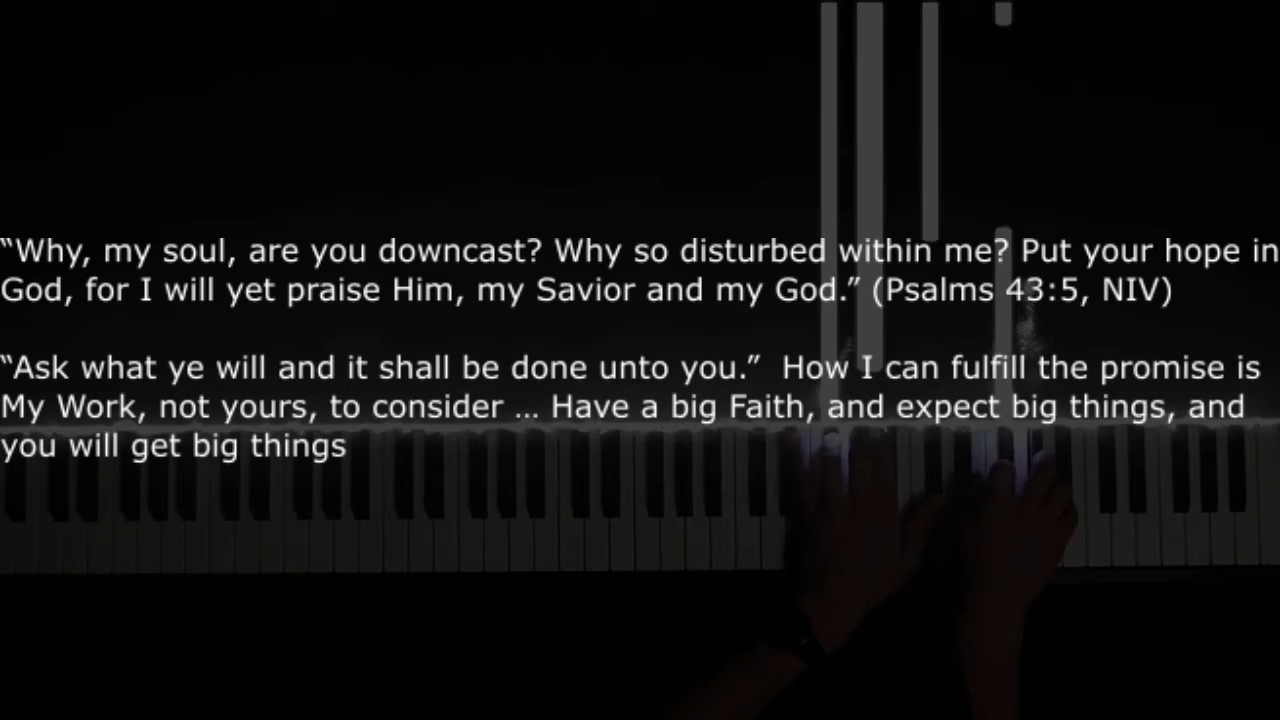 “Why, my soul, are you downcast? Why so disturbed within me? Put your hope in
God, for I will yet praise Him, my Savior and my God.” (Psalms 43:5, NIV)
“Ask what ye will and it shall be done unto you.”  How I can fulfill the promise is
My Work, not yours, to consider … Have a big Faith, and expect big things, and
you will get big things